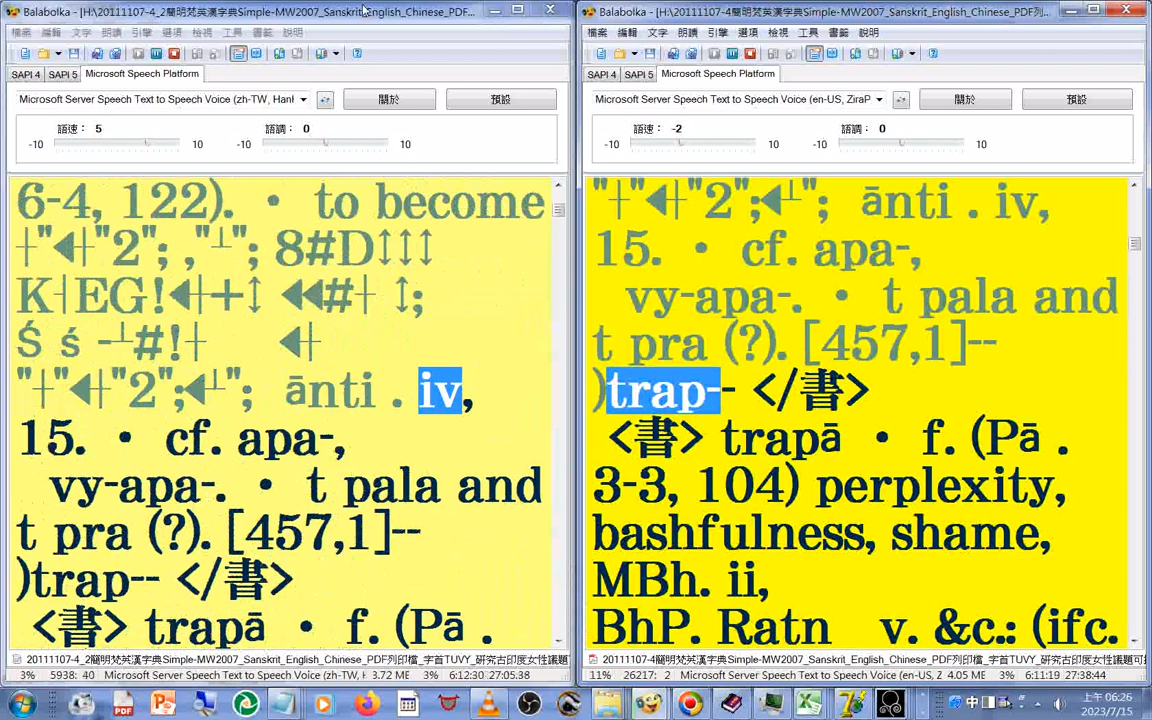 Balabolka - [H:\20111107-4_2簡明梵英漢字典Simple-MW2007_Sanskrit_English_Chinese_PDF...
檔案 編輯 文字 朗讀 引擎 選項 檢視 工具 書籤 說明
SAPI 4 SAPI 5 Microsoft Speech Platform
Microsoft Server Speech Text to Speech Voice (zh-TW, Hanl 關於 預設
語速： 5 語調： 0
-10 10 -10 10
6-4, 122). • to become
┼"◀┼"2"; ,"┴"; 8#D↕↕↕
K┼EG!◀┼+↕ ◀◀#┼ ↕;
Ś ś -┴#!┼ ◀┼
"┼"◀┼"2";◀┴"; ānti . iv,
15. • cf. apa-,
vy-apa-. • t pala and
t pra (?). [457,1]--
)trap-- </書>
<書> trapā • f. (Pā .
20111107-4_2簡明梵英漢字典Simple-MW2007_Sanskrit_English_Chinese_PDF列印檔_字首TUVY_研究古印度女性議題
3% 5938: 40 Microsoft Server Speech Text to Speech Voice (zh-TW, H 3.72 ME 3% 6:12:30 27:05.38
Balabolka - [H:\20111107-4簡明梵英漢字典Simple-MW2007_Sanskrit_English_Chinese_PDF列...
檔案 編輯 文字 朗讀 引擎 選項 檢視 工具 書籤 說明
SAPI 4 SAPI 5 Microsoft Speech Platform
Microsoft Server Speech Text to Speech Voice (en-US, ZiraP 關於 預設
語速： -2 語調： 0
-10 10 -10 10
"┼"◀┼"2";◀┴"; ānti . iv,
15. • cf. apa-,
vy-apa-. • t pala and
t pra (?). [457,1]--
)trap-- </書>
<書> trapā • f. (Pā .
3-3, 104) perplexity,
bashfulness, shame,
MBh. ii,
BhP. Ratn v. &c.: (ifc.
20111107-4簡明梵英漢字典Simple-MW2007_Sanskrit_English_Chinese_PDF列印檔_字首TUVY_研究古印度女性議題可
11% 26217: 2 Microsoft Server Speech Text to Speech Voice (en-US, Z 4.05 ME 3% 6:11:19 27:38:44
中
上午 06:26
2023/7/15